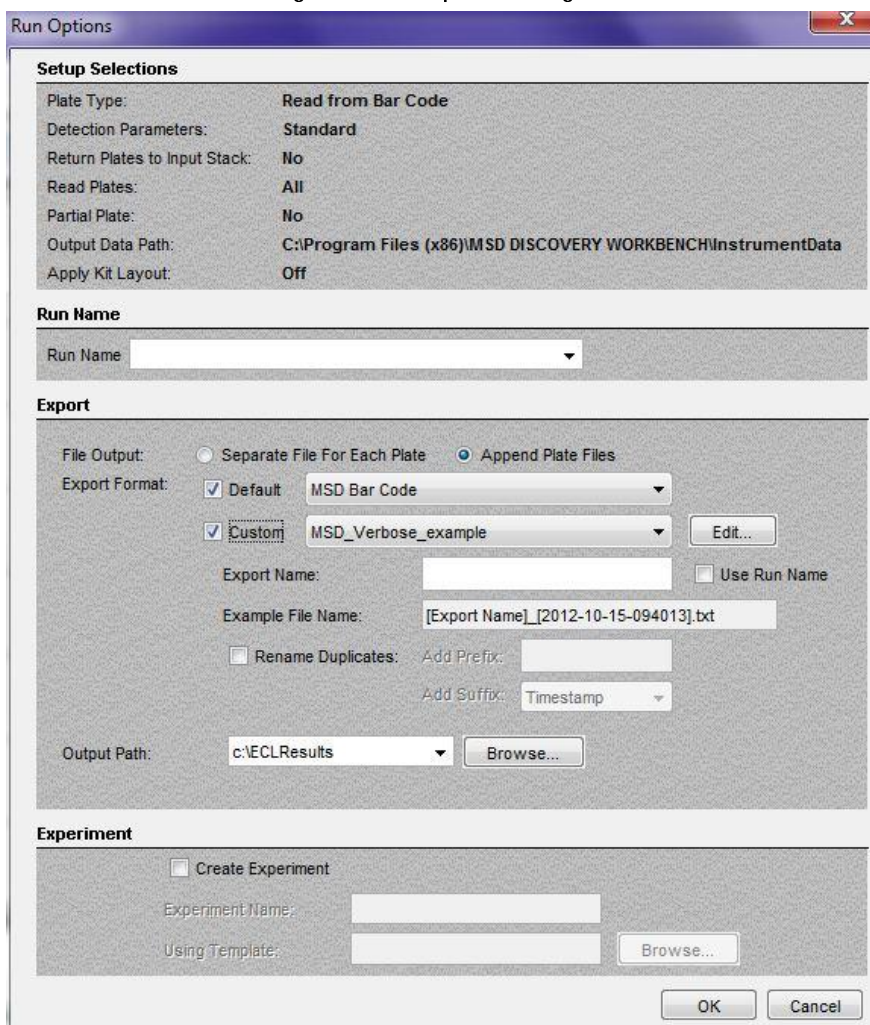 Run Options
Setup Selections
Plate Type: Read from Bar Code
Detection Parameters: Standard
Return Plates to Input Stack: No
Read Plates: All
Partial Plate: No
Output Data Path: C:\Program Files (x86)\MSD DISCOVERY WORKBENCH\InstrumentData
Apply Kit Layout: Off
Run Name
Run Name
Export
File Output: Separate File For Each Plate Append Plate Files
Export Format: Default MSD Bar Code
Custom MSD_Verbose_example Edit...
Export Name: Use Run Name
Example File Name: [Export Name]_[2012-10-15-094013].txt
Rename Duplicates: Add Prefix:
Add Suffix: Timestamp
Output Path: c:\ECLResults Browse...
Experiment
Create Experiment
Experiment Name:
Using Template: Browse...
OK Cancel